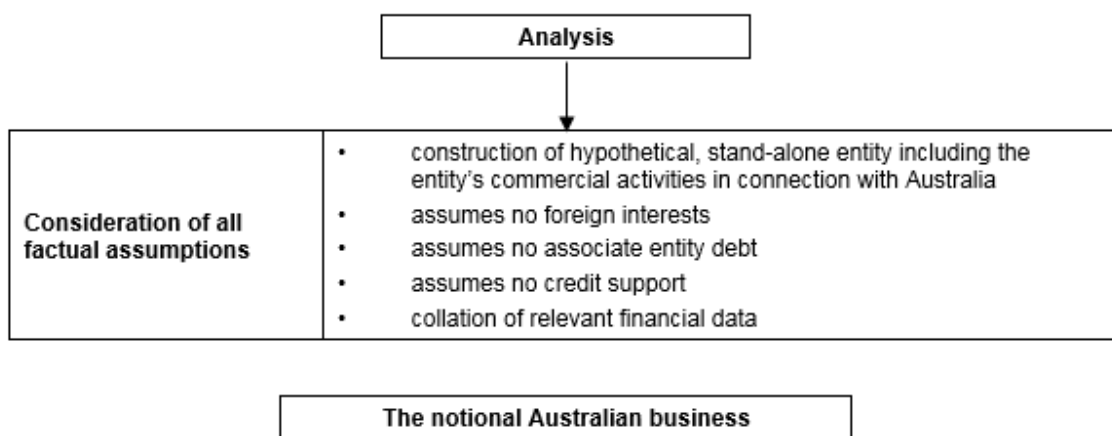 Analysis
• construction of hypothetical, stand-alone entity including the
entity's commercial activities in connection with Australia
Consideration of all
factual assumptions
• assumes no foreign interests
• assumes no associate entity debt
• assumes no credit support
• collation of relevant financial data
The notional Australian business